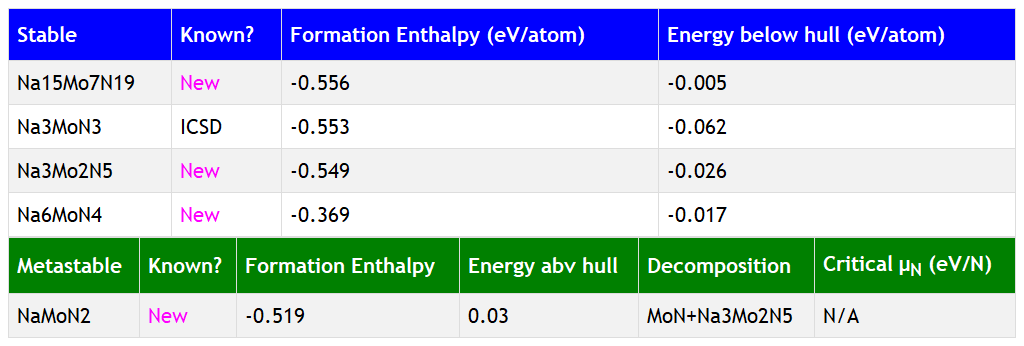 Stable Known? Formation Enthalpy (eV/atom) Energy below hull (eV/atom)
Na15Mo7N19 New -0.556 -0.005
Na3MoN3 ICSD -0.553 -0.062
Na3Mo2N5 New -0.549 -0.026
Na6MoN4 New -0.369 -0.017
Metastable Known? Formation Enthalpy Energy abv hull Decomposition Critical μN (eV/N)
NaMoN2 New -0.519 0.03 MoN+Na3Mo2N5 N/A